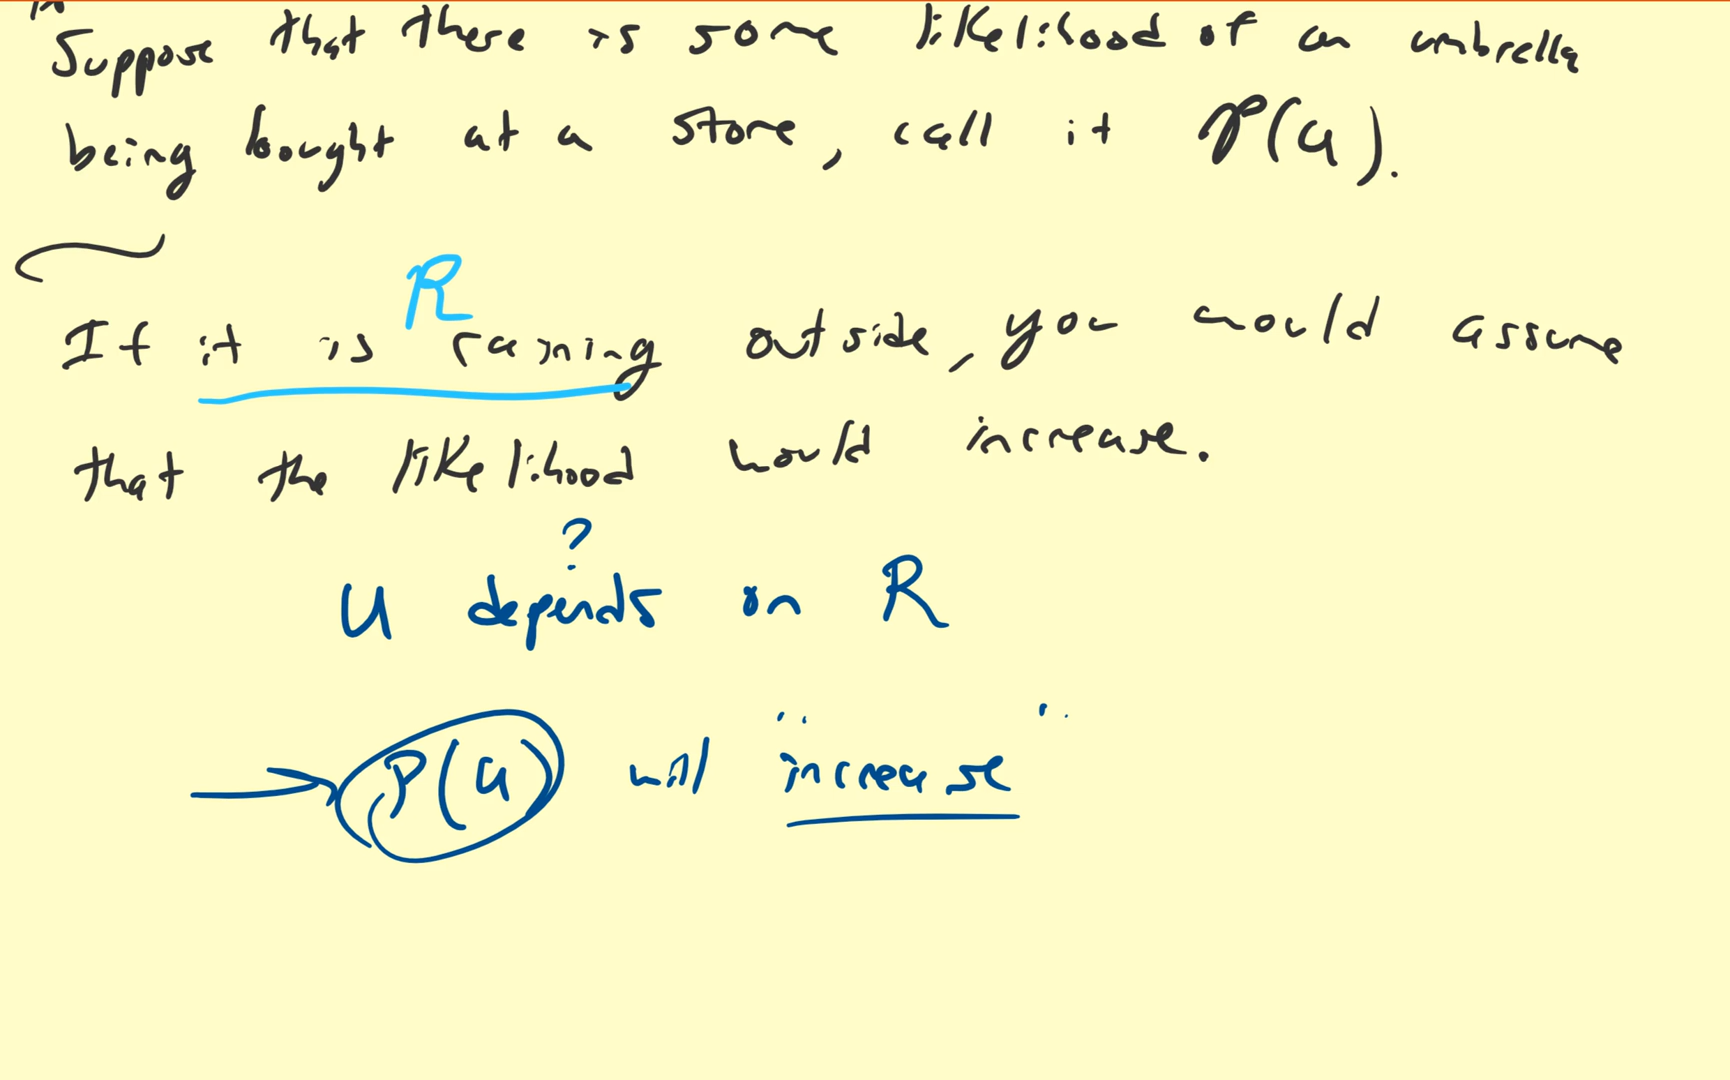 Suppose that there is some likelihood of an umbrella
being bought at a store, call it P(U).
R
If it is raining outside, you would assume
that the likelihood would increase.
?
U depends on R
P(U) will "increase"